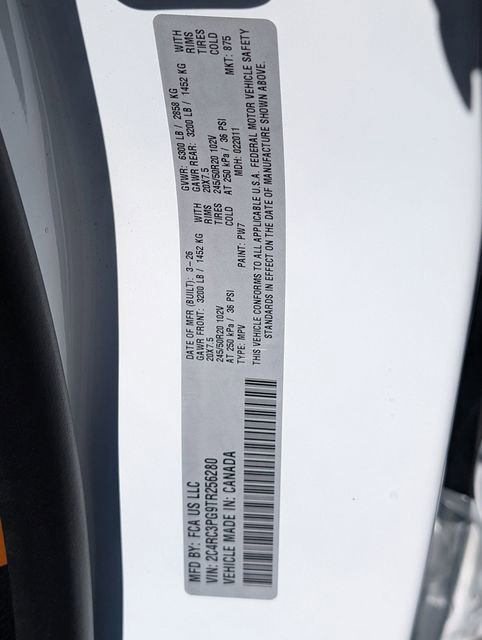 MFD BY: FCA US LLC
VIN: 2C4RC3PG9TR256280
VEHICLE MADE IN: CANADA
DATE OF MFR (BUILT): 3-26
GAWR FRONT: 3200 LB / 1452 KG WITH
20X7.5 RIMS
245/50R20 102V TIRES
AT 250 kPa / 36 PSI COLD
TYPE: MPV PAINT: PW7
GVWR: 6300 LB / 2858 KG
GAWR REAR: 3200 LB / 1452 KG WITH
20X7.5 RIMS
245/50R20 102V TIRES
AT 250 kPa / 36 PSI COLD
MDH: 022011 MKT: 875
THIS VEHICLE CONFORMS TO ALL APPLICABLE U.S.A. FEDERAL MOTOR VEHICLE SAFETY
STANDARDS IN EFFECT ON THE DATE OF MANUFACTURE SHOWN ABOVE.